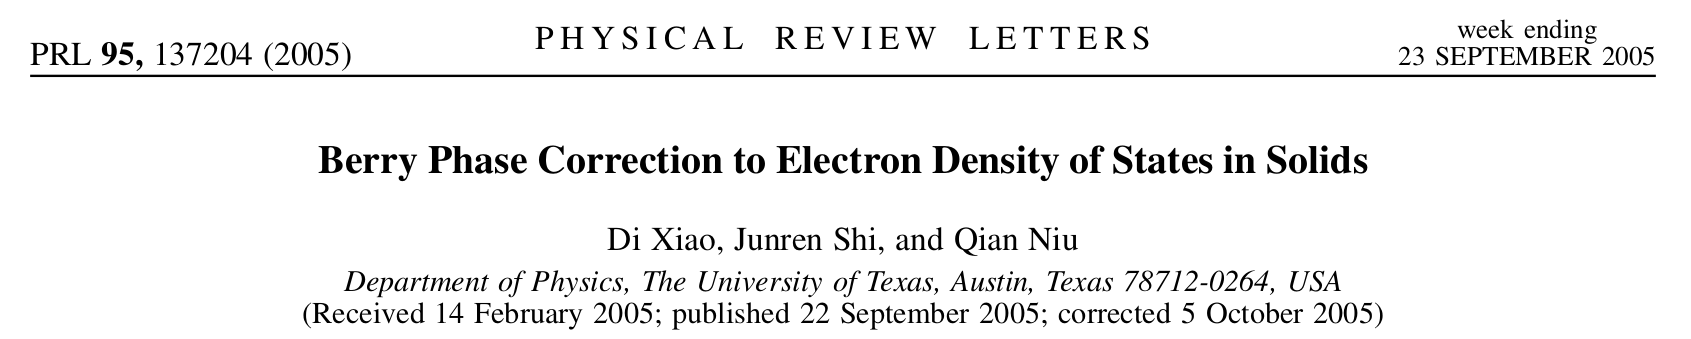 PRL 95, 137204 (2005)
PHYSICAL REVIEW LETTERS
week ending
23 SEPTEMBER 2005
Berry Phase Correction to Electron Density of States in Solids
Di Xiao, Junren Shi, and Qian Niu
Department of Physics, The University of Texas, Austin, Texas 78712-0264, USA
(Received 14 February 2005; published 22 September 2005; corrected 5 October 2005)